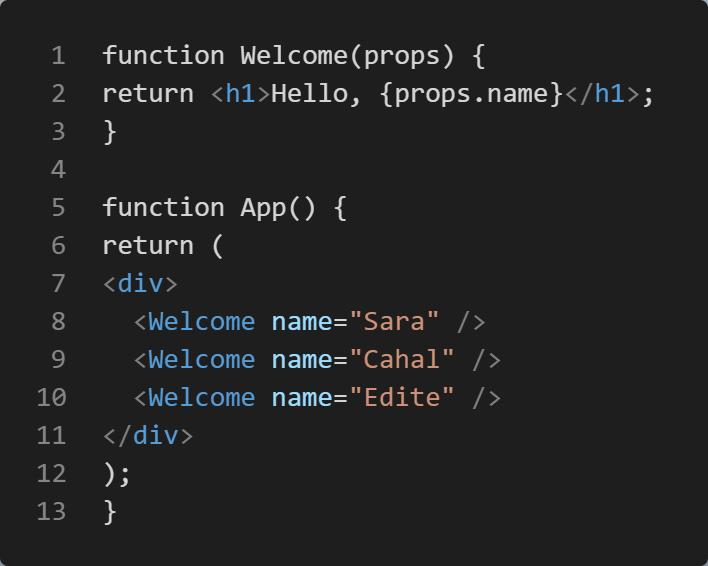 1 function Welcome(props) {
2 return <h1>Hello, {props.name}</h1>;
3 }
4
5 function App() {
6 return (
7 <div>
8   <Welcome name="Sara" />
9   <Welcome name="Cahal" />
10   <Welcome name="Edite" />
11 </div>
12 );
13 }